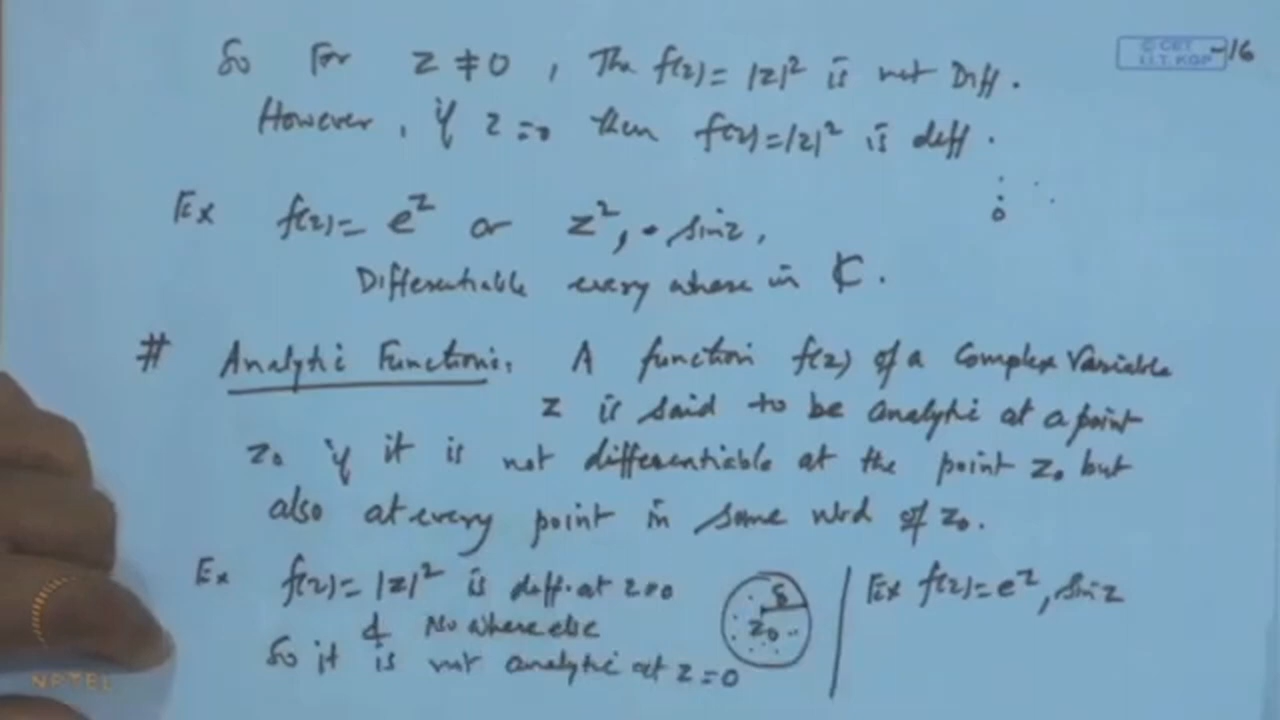 So For z ≠ 0, The f(z) = |z|² is not Diff.
However, if z = 0 then f(z) = |z|² is diff.
Ex f(z) = e^z or z², sin z,
Differentiable every where in ℂ.
# Analytic Functions. A function f(z) of a Complex Variable
z is said to be analytic at a point
z₀ if it is not differentiable at the point z₀ but
also at every point in some nbd of z₀.
Ex f(z) = |z|² is diff. at z=0
& No where else
So it is not analytic at z=0
δ
z₀
Ex f(z) = e^z, sin z
© CET
I.I.T. KGP
-16
0
NPTEL